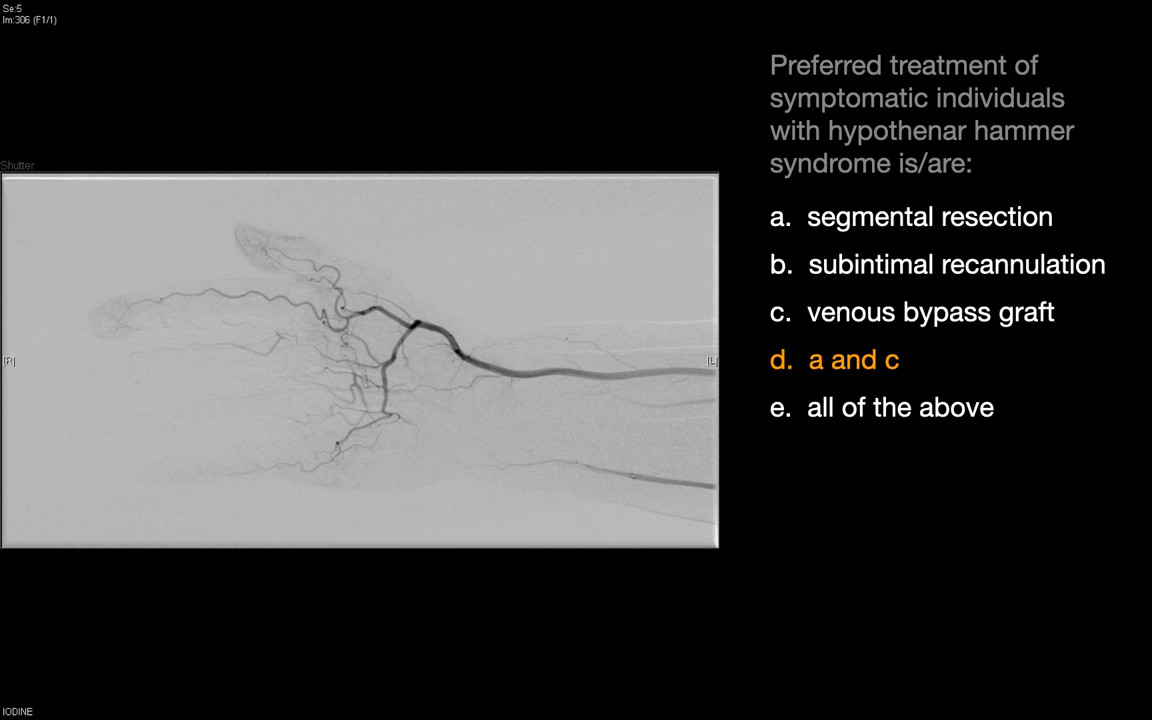 Se:5
Im:306 (F1/1)
Shutter
[R]
[L]
IODINE
Preferred treatment of
symptomatic individuals
with hypothenar hammer
syndrome is/are:
a. segmental resection
b. subintimal recannulation
c. venous bypass graft
d. a and c
e. all of the above